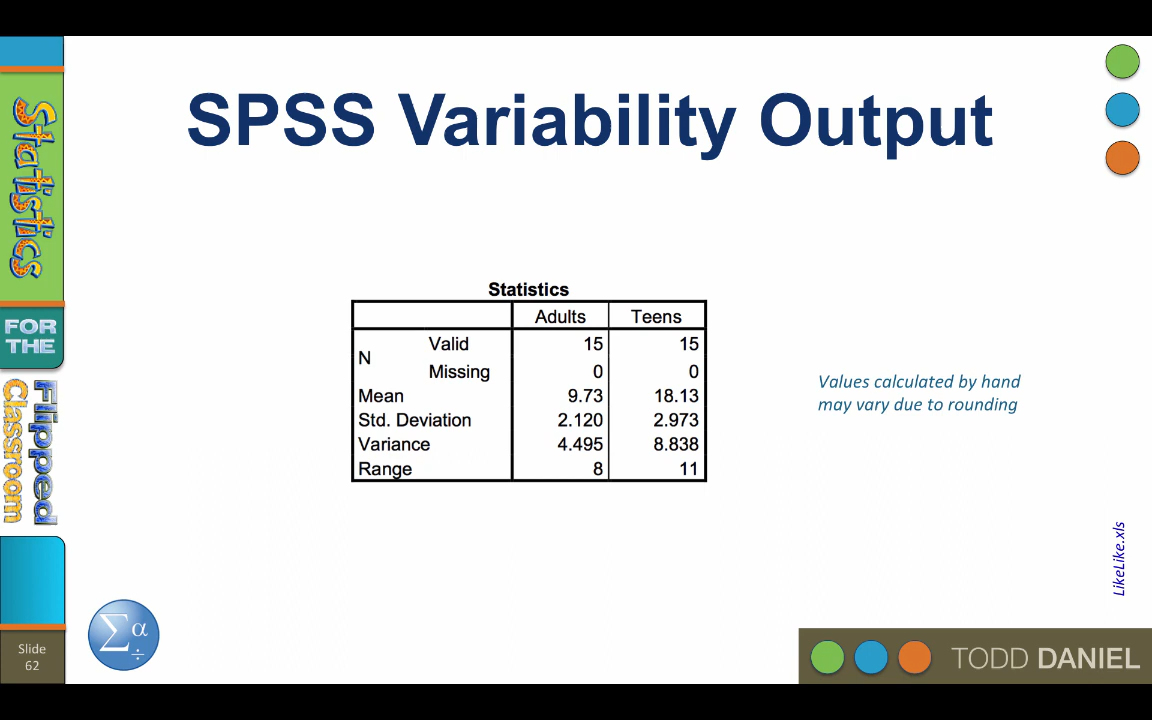 SPSS Variability Output
Statistics
FOR
THE
Flipped
Classroom
Statistics
Adults Teens
N Valid 15 15
Missing 0 0
Mean 9.73 18.13
Std. Deviation 2.120 2.973
Variance 4.495 8.838
Range 8 11
Values calculated by hand
may vary due to rounding
LikeLike.xls
Σ α ÷
Slide
62
TODD DANIEL